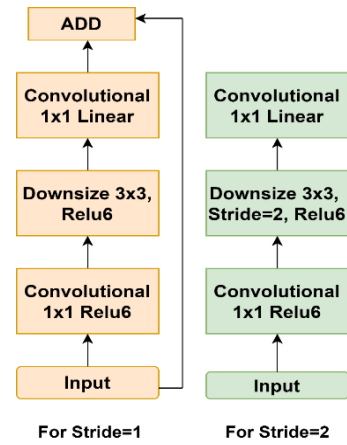 ADD
Convolutional
1x1 Linear
Downsize 3x3,
Relu6
Convolutional
1x1 Relu6
Input
For Stride=1
Convolutional
1x1 Linear
Downsize 3x3,
Stride=2, Relu6
Convolutional
1x1 Relu6
Input
For Stride=2